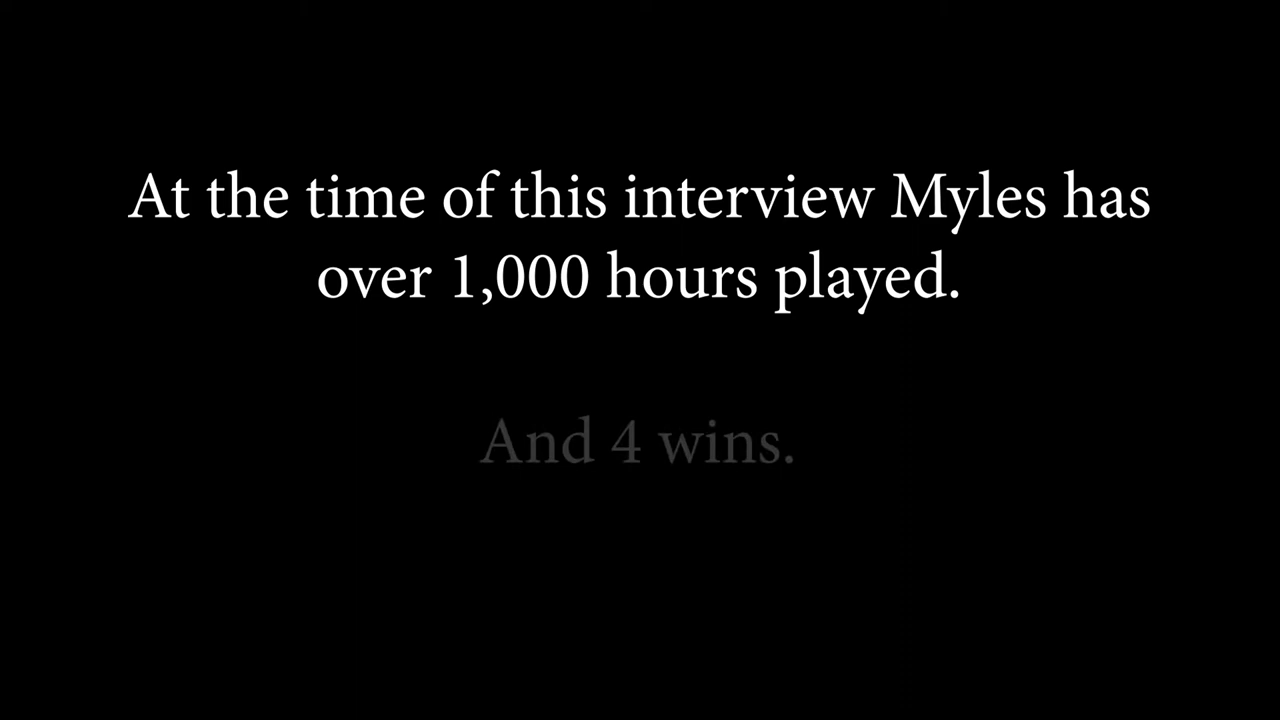 At the time of this interview Myles has
over 1,000 hours played.
And 4 wins.